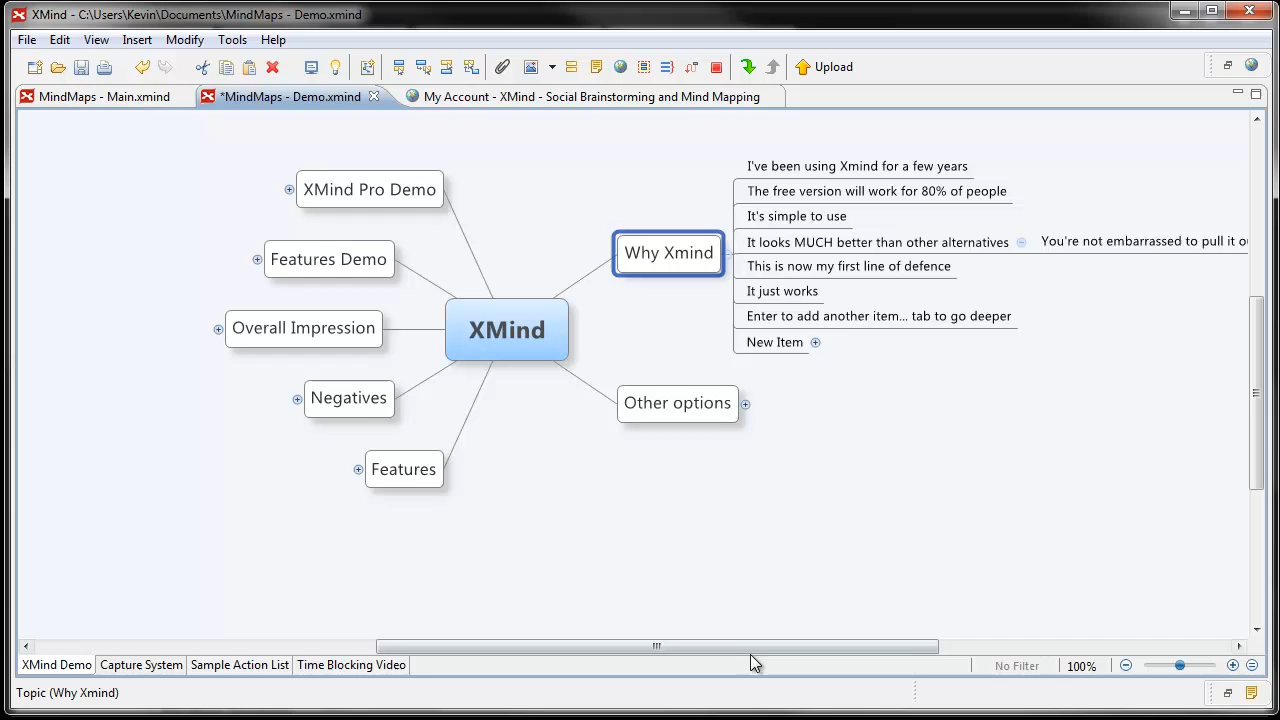 XMind - C:\Users\Kevin\Documents\MindMaps - Demo.xmind
File Edit View Insert Modify Tools Help
Upload
MindMaps - Main.xmind
*MindMaps - Demo.xmind
My Account - XMind - Social Brainstorming and Mind Mapping
XMind Pro Demo
Features Demo
Overall Impression
Negatives
Features
XMind
Why Xmind
I've been using Xmind for a few years
The free version will work for 80% of people
It's simple to use
It looks MUCH better than other alternatives
You're not embarrassed to pull it
This is now my first line of defence
It just works
Enter to add another item... tab to go deeper
New Item
Other options
XMind Demo
Capture System
Sample Action List
Time Blocking Video
No Filter
100%
Topic (Why Xmind)